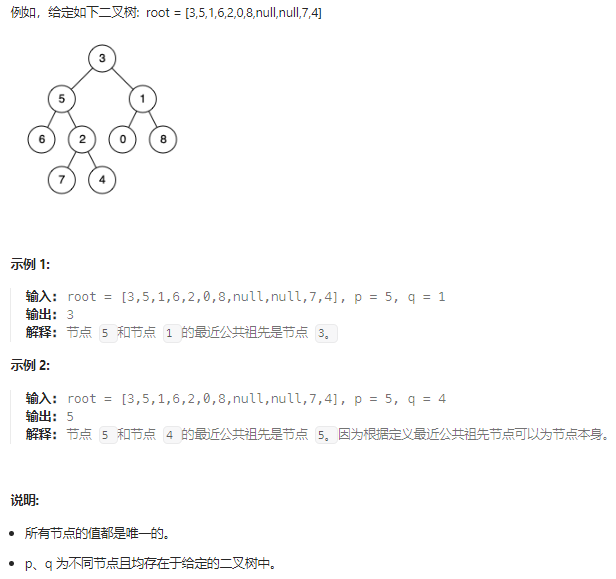 例如，给定如下二叉树: root = [3,5,1,6,2,0,8,null,null,7,4]
3
5 1
6 2 0 8
7 4
示例 1:
输入: root = [3,5,1,6,2,0,8,null,null,7,4], p = 5, q = 1
输出: 3
解释: 节点 5 和节点 1 的最近公共祖先是节点 3。
示例 2:
输入: root = [3,5,1,6,2,0,8,null,null,7,4], p = 5, q = 4
输出: 5
解释: 节点 5 和节点 4 的最近公共祖先是节点 5。因为根据定义最近公共祖先节点可以为节点本身。
说明:
• 所有节点的值都是唯一的。
• p、q 为不同节点且均存在于给定的二叉树中。